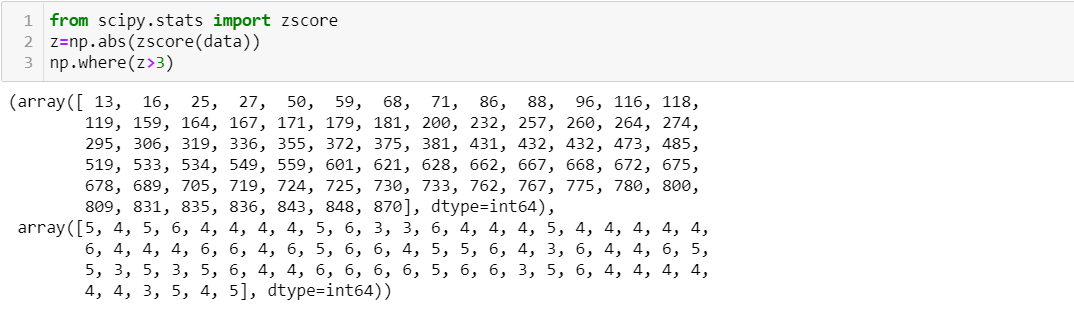 1 from scipy.stats import zscore
2 z=np.abs(zscore(data))
3 np.where(z>3)
(array([ 13, 16, 25, 27, 50, 59, 68, 71, 86, 88, 96, 116, 118,
119, 159, 164, 167, 171, 179, 181, 200, 232, 257, 260, 264, 274,
295, 306, 319, 336, 355, 372, 375, 381, 431, 432, 432, 473, 485,
519, 533, 534, 549, 559, 601, 621, 628, 662, 667, 668, 672, 675,
678, 689, 705, 719, 724, 725, 730, 733, 762, 767, 775, 780, 800,
809, 831, 835, 836, 843, 848, 870], dtype=int64),
array([5, 4, 5, 6, 4, 4, 4, 4, 5, 6, 3, 3, 6, 4, 4, 4, 5, 4, 4, 4, 4, 4,
6, 4, 4, 4, 6, 6, 4, 6, 5, 6, 6, 4, 5, 5, 6, 4, 3, 6, 4, 4, 6, 5,
5, 3, 5, 3, 5, 6, 4, 4, 6, 6, 6, 6, 5, 6, 6, 3, 5, 6, 4, 4, 4, 4,
4, 4, 3, 5, 4, 5], dtype=int64))